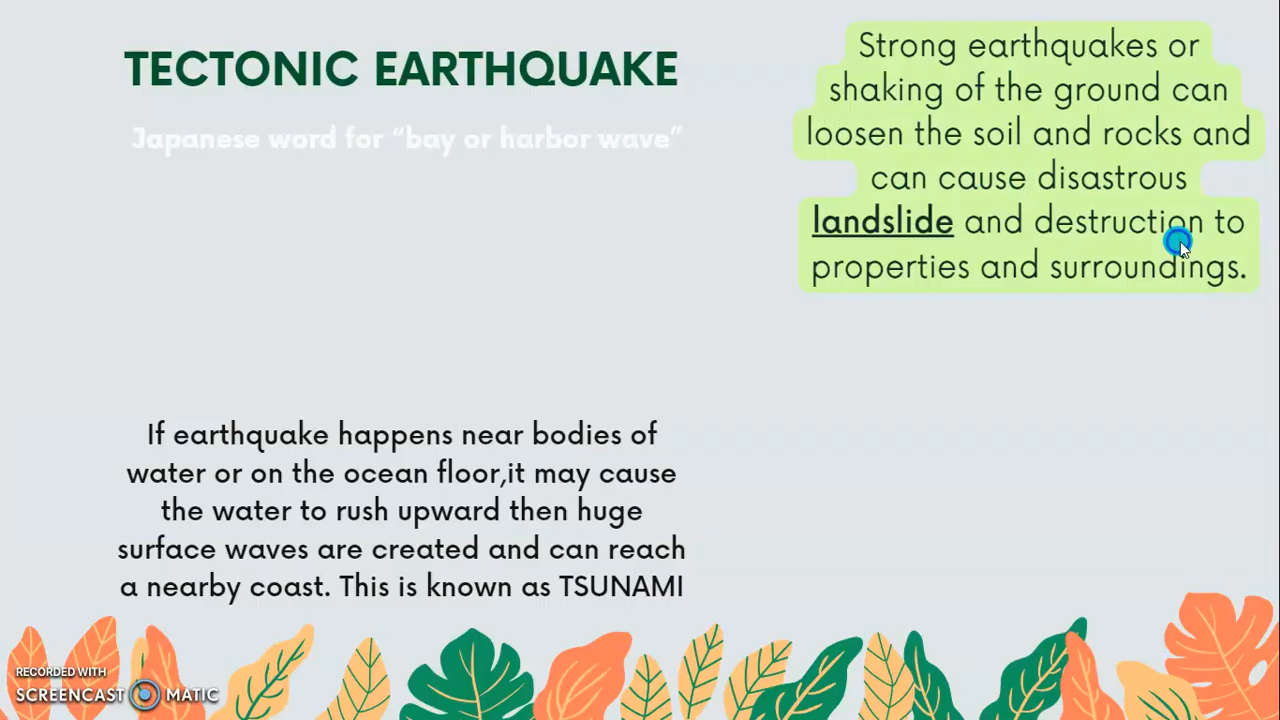 TECTONIC EARTHQUAKE
Japanese word for “bay or harbor wave”
If earthquake happens near bodies of
water or on the ocean floor,it may cause
the water to rush upward then huge
surface waves are created and can reach
a nearby coast. This is known as TSUNAMI
Strong earthquakes or
shaking of the ground can
loosen the soil and rocks and
can cause disastrous
landslide and destruction to
properties and surroundings.
RECORDED WITH
SCREENCAST MATIC